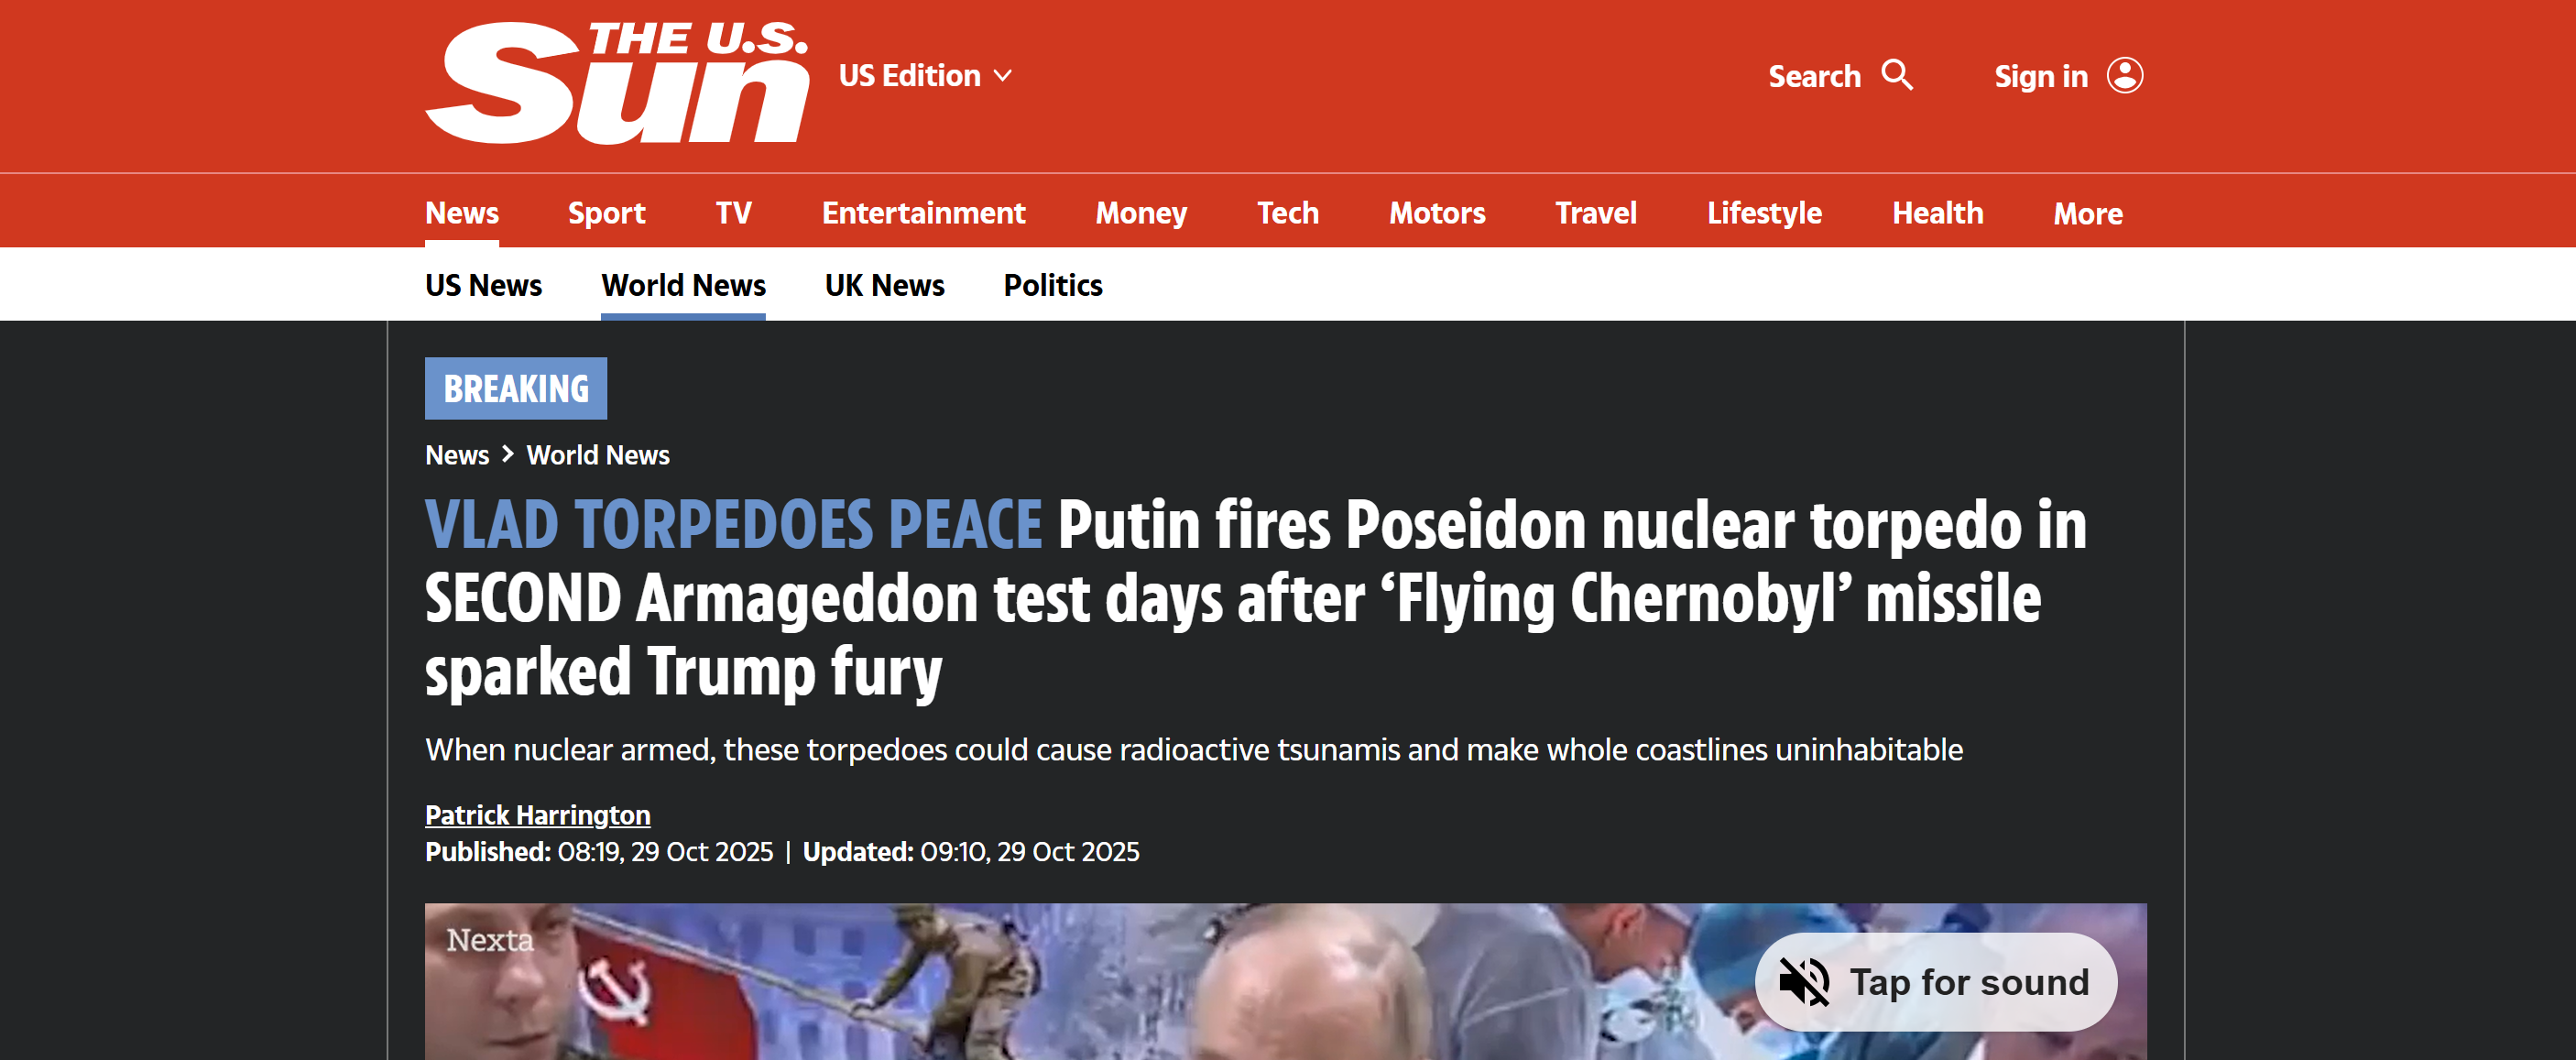 THE U.S.
Sun
US Edition
Search
Sign in
News Sport TV Entertainment Money Tech Motors Travel Lifestyle Health More
US News World News UK News Politics
BREAKING
News > World News
VLAD TORPEDOES PEACE Putin fires Poseidon nuclear torpedo in
SECOND Armageddon test days after ‘Flying Chernobyl’ missile
sparked Trump fury
When nuclear armed, these torpedoes could cause radioactive tsunamis and make whole coastlines uninhabitable
Patrick Harrington
Published: 08:19, 29 Oct 2025 | Updated: 09:10, 29 Oct 2025
Nexta
Tap for sound